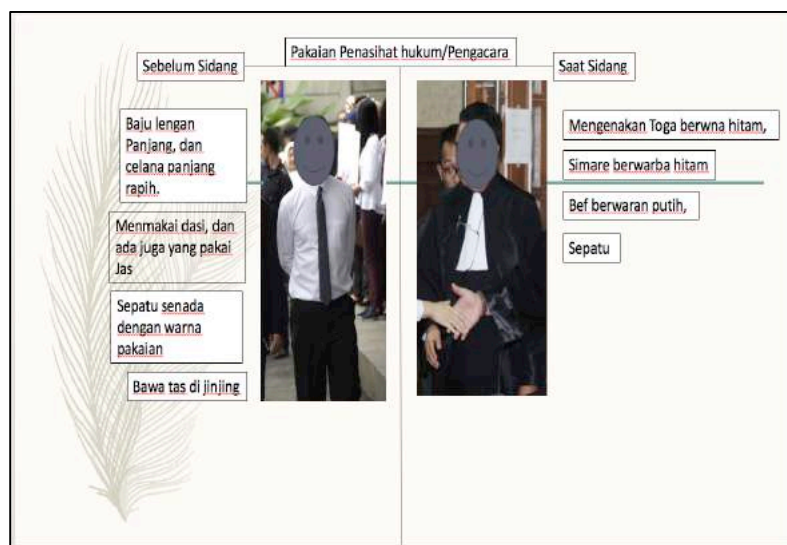 Pakaian Penasihat hukum/Pengacara
Sebelum Sidang
Saat Sidang
Baju lengan
Panjang, dan
celana panjang
rapih.
Menmakai dasi, dan
ada juga yang pakai
Jas
Sepatu senada
dengan warna
pakaian
Bawa tas di jinjing
Mengenakan Toga berwna hitam,
Simare berwarba hitam
Bef berwaran putih,
Sepatu